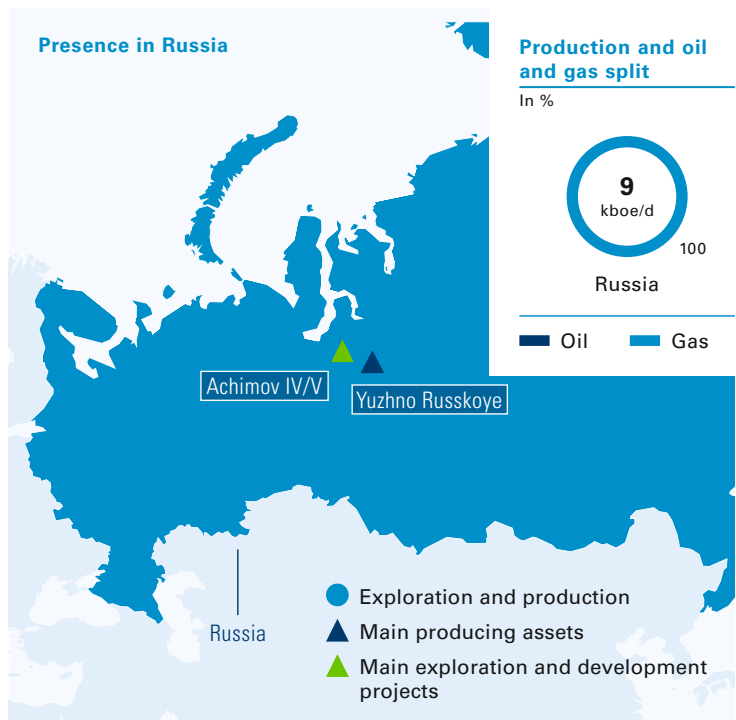 Presence in Russia
Production and oil
and gas split
In %
9
kboe/d
100
Russia
Oil
Gas
Achimov IV/V
Yuzhno Russkoye
Russia
Exploration and production
Main producing assets
Main exploration and development
projects